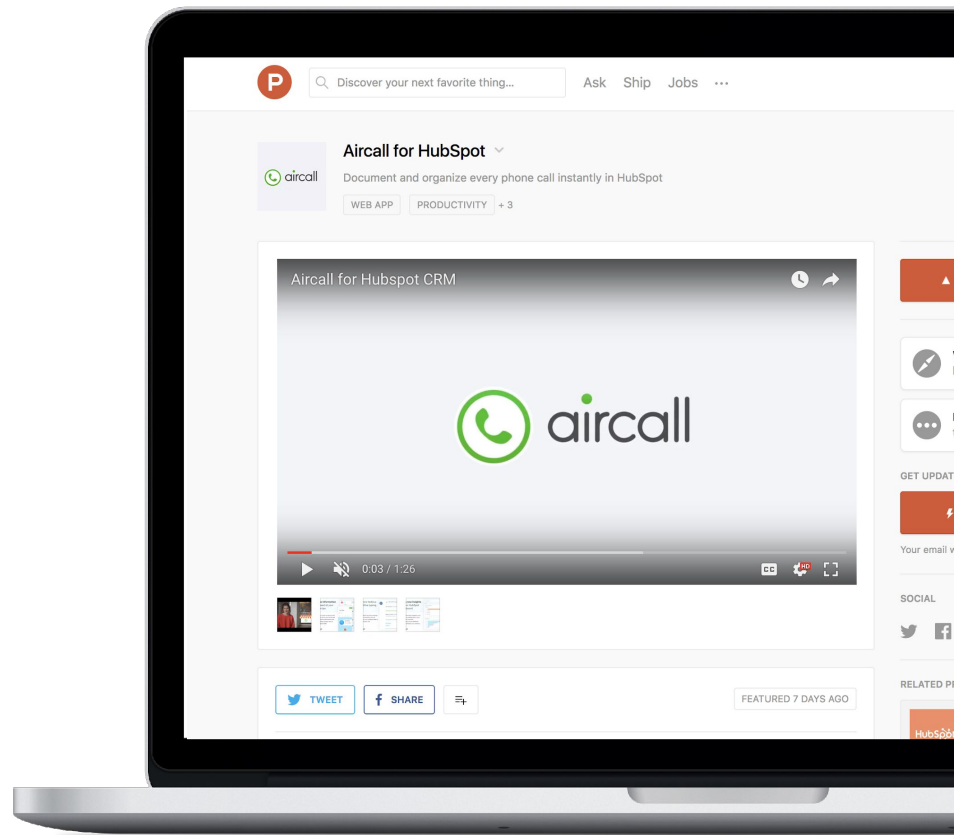 P
Discover your next favorite thing...
Ask Ship Jobs ...
Aircall for HubSpot
aircall
Document and organize every phone call instantly in HubSpot
WEB APP PRODUCTIVITY + 3
Aircall for Hubspot CRM
aircall
0:03 / 1:26
CC HD
GET UPDAT
Your email
SOCIAL
RELATED
HubSpot
TWEET
SHARE
FEATURED 7 DAYS AGO